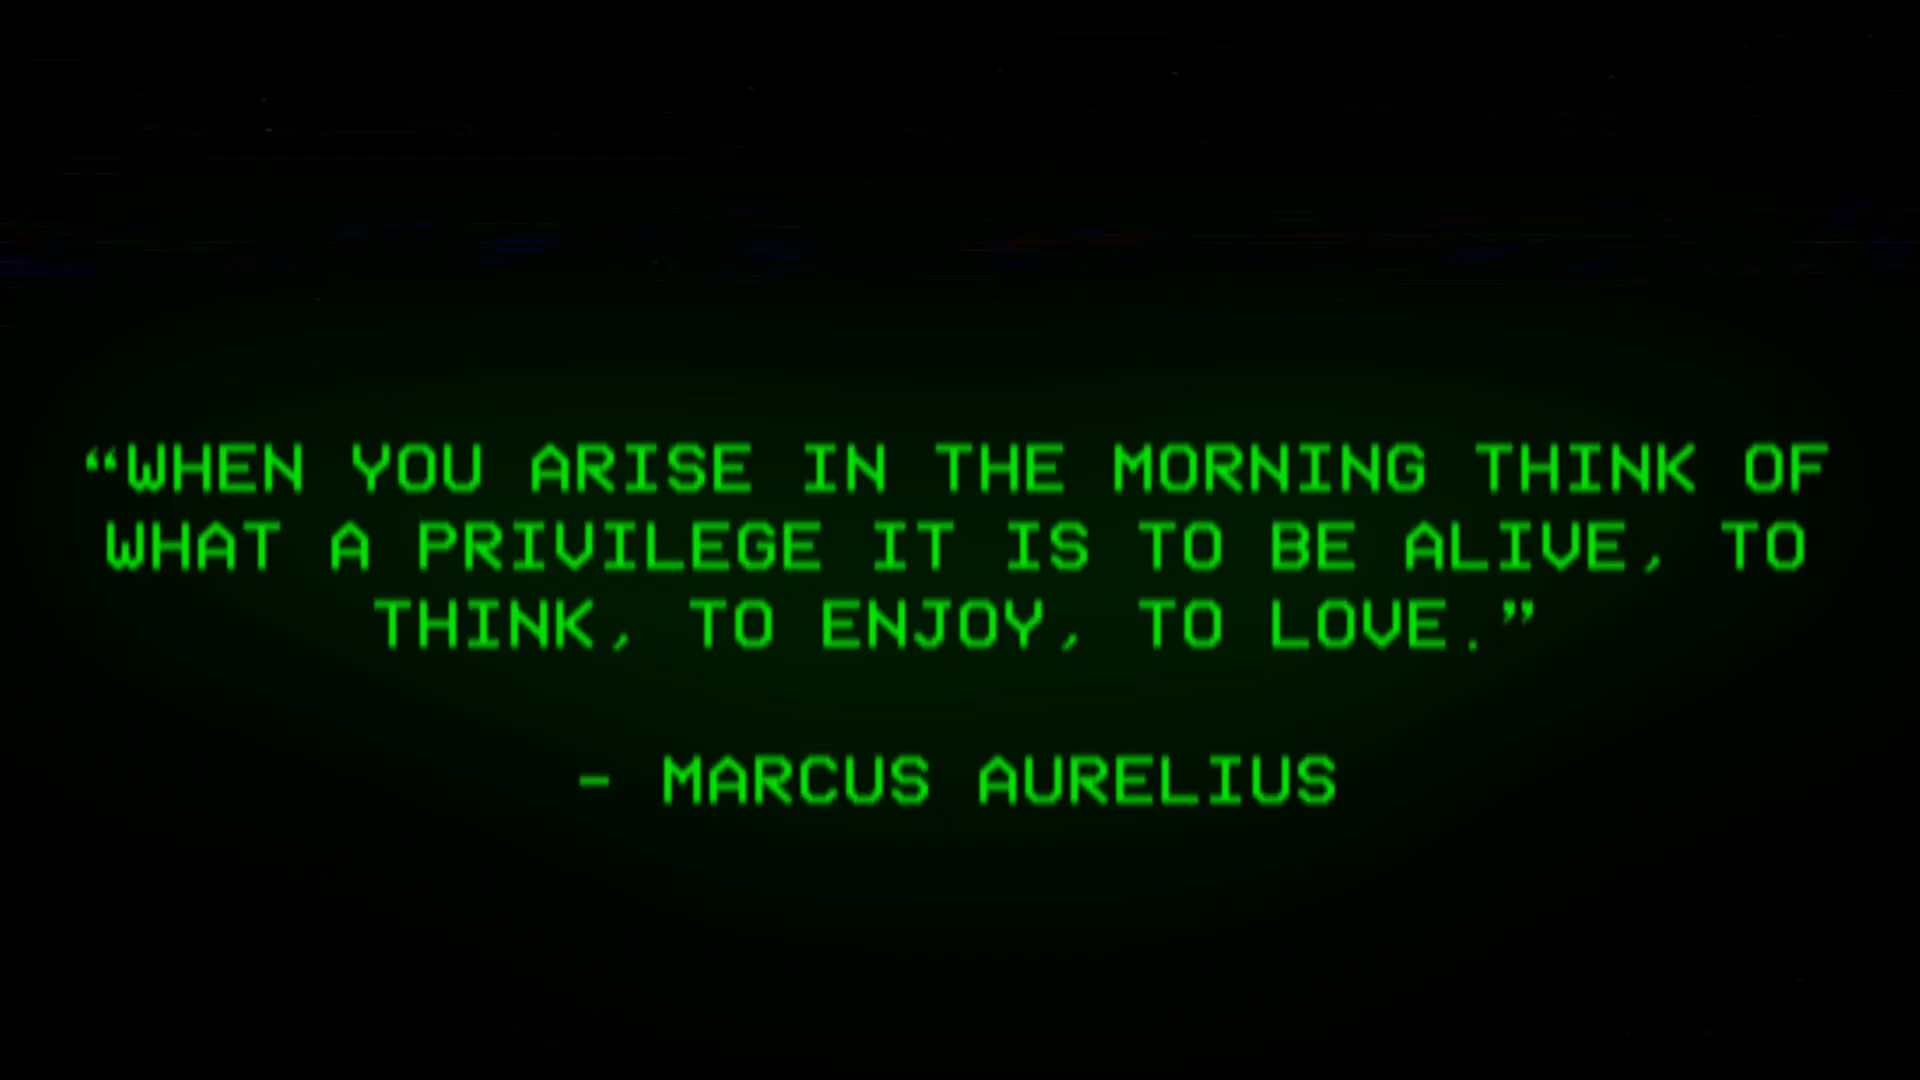 “WHEN YOU ARISE IN THE MORNING THINK OF
WHAT A PRIVILEGE IT IS TO BE ALIVE, TO
THINK, TO ENJOY, TO LOVE.”
- MARCUS AURELIUS